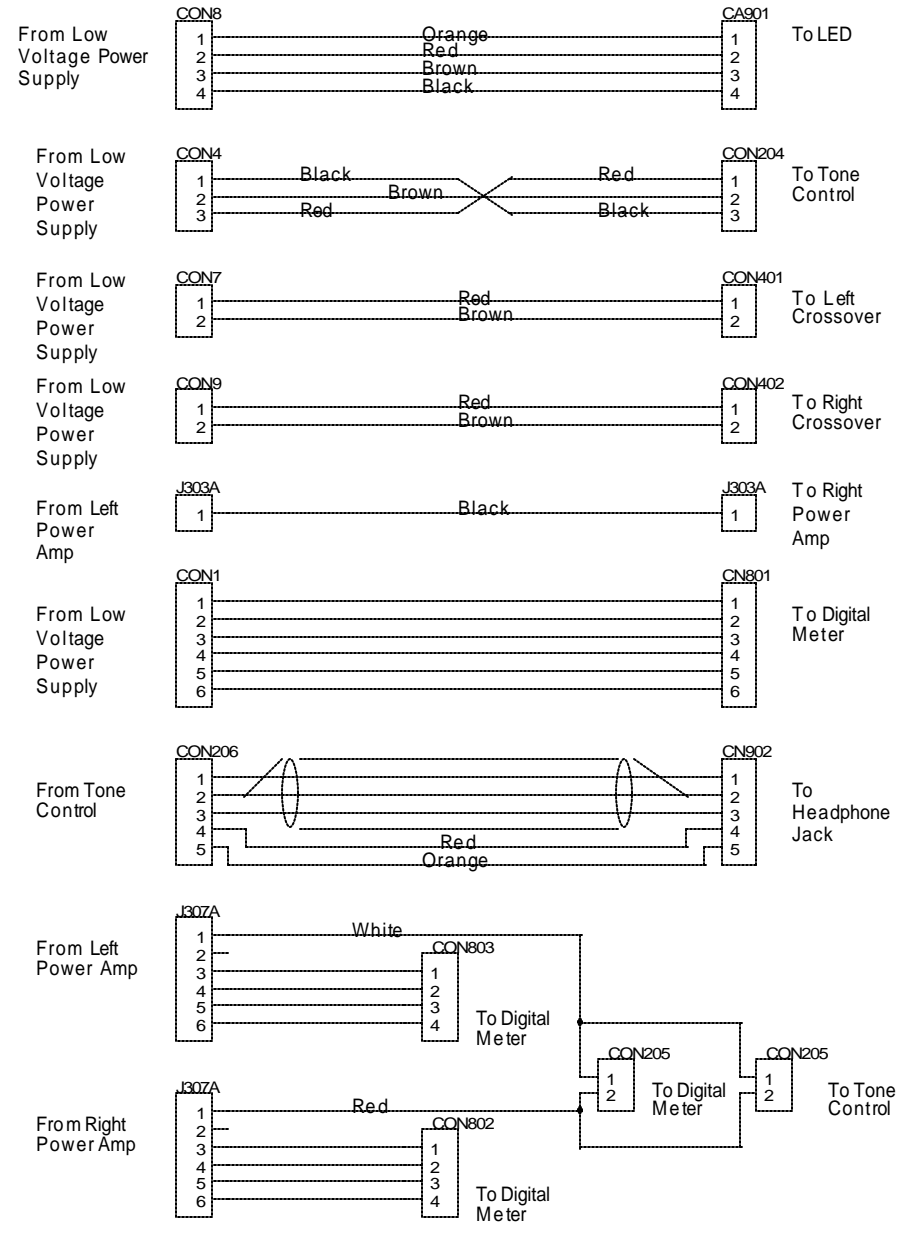 CON8
CA901
From Low
Voltage Power
Supply
1
2
3
4
Orange
Red
Brown
Black
1
2
3
4
To LED
From Low
Voltage
Power
Supply
CON4
1
2
3
Black
Brown
Red
Red
Black
CON204
1
2
3
To Tone
Control
From Low
Voltage
Power
Supply
CON7
1
2
Red
Brown
CON401
1
2
To Left
Crossover
From Low
Voltage
Power
Supply
CON9
1
2
Red
Brown
CON402
1
2
To Right
Crossover
From Left
Power
Amp
J303A
1
Black
J303A
1
To Right
Power
Amp
From Low
Voltage
Power
Supply
CON1
1
2
3
4
5
6
CN801
1
2
3
4
5
6
To Digital
Meter
From Tone
Control
CON206
1
2
3
4
5
Red
Orange
CN902
1
2
3
4
5
To
Headphone
Jack
From Left
Power Amp
J307A
1
2
3
4
5
6
White
CON803
1
2
3
4
To Digital
Meter
CON205
1
2
To Digital
Meter
CON205
1
2
To Tone
Control
From Right
Power Amp
J307A
1
2
3
4
5
6
Red
CON802
1
2
3
4
To Digital
Meter